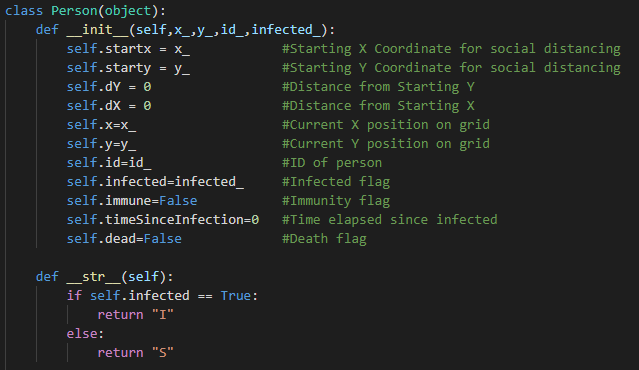 class Person(object):
    def __init__(self,x_,y_,id_,infected_):
        self.startx = x_            #Starting X Coordinate for social distancing
        self.starty = y_            #Starting Y Coordinate for social distancing
        self.dY = 0                 #Distance from Starting Y
        self.dX = 0                 #Distance from Starting X
        self.x=x_                   #Current X position on grid
        self.y=y_                   #Current Y position on grid
        self.id=id_                 #ID of person
        self.infected=infected_     #Infected flag
        self.immune=False           #Immunity flag
        self.timeSinceInfection=0   #Time elapsed since infected
        self.dead=False             #Death flag

    def __str__(self):
        if self.infected == True:
            return "I"
        else:
            return "S"